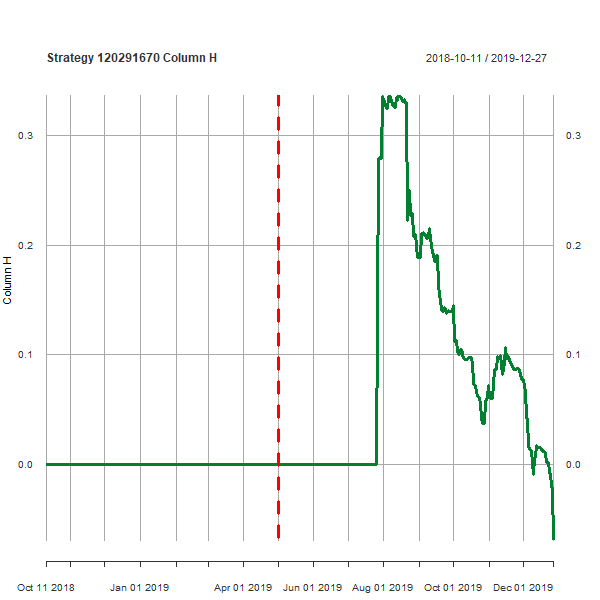 Strategy 120291670 Column H
2018-10-11 / 2019-12-27
0.3
0.3
0.2
0.2
Column H
0.1
0.1
0.0
0.0
Oct 11 2018
Jan 01 2019
Apr 01 2019
Jun 01 2019
Aug 01 2019
Oct 01 2019
Dec 01 2019